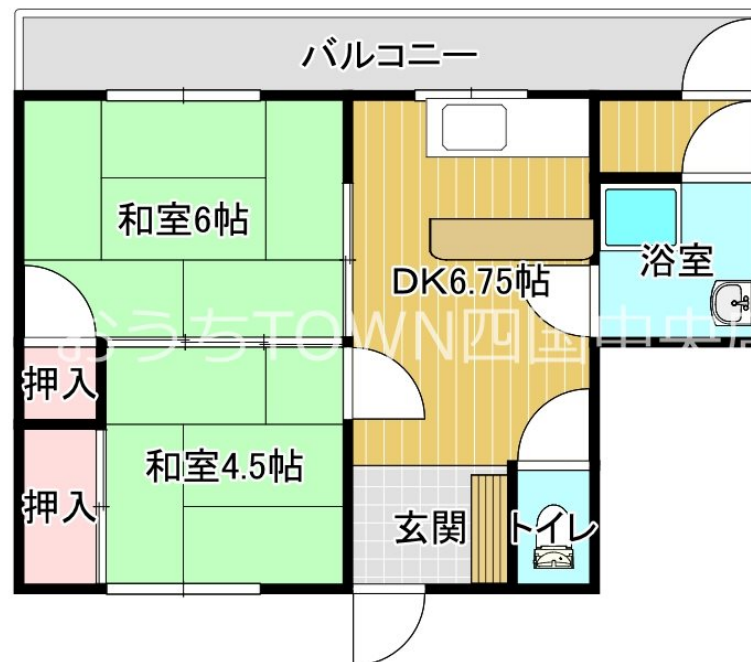 バルコニー
和室6帖
DK6.75帖
浴室
おうちTOWN四国中央店
押入
和室4.5帖
押入
玄関
トイレ